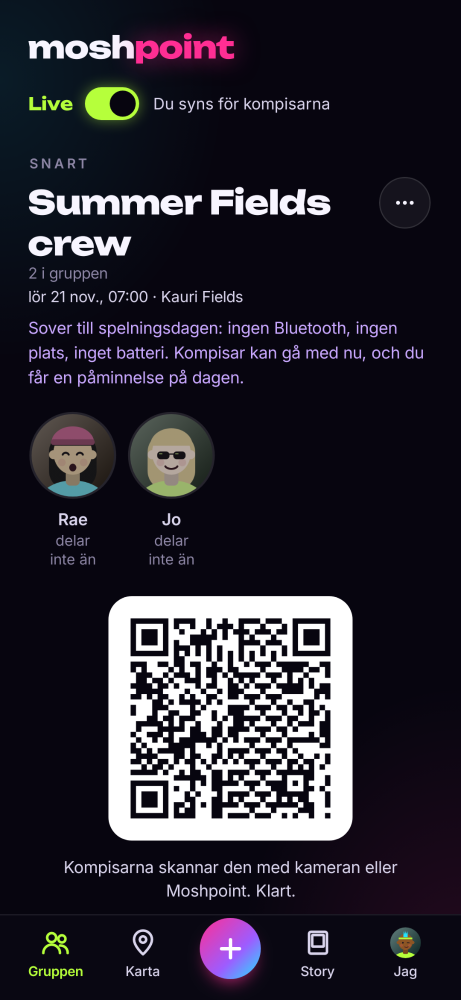 moshpoint
Live
Du syns för kompisarna
SNART
Summer Fields
crew
2 i gruppen
lör 21 nov., 07:00 · Kauri Fields
Sover till spelningsdagen: ingen Bluetooth, ingen
plats, inget batteri. Kompisar kan gå med nu, och du
får en påminnelse på dagen.
Rae
delar
inte än
Jo
delar
inte än
Kompisarna skannar den med kameran eller
Moshpoint. Klart.
Gruppen
Karta
Story
Jag